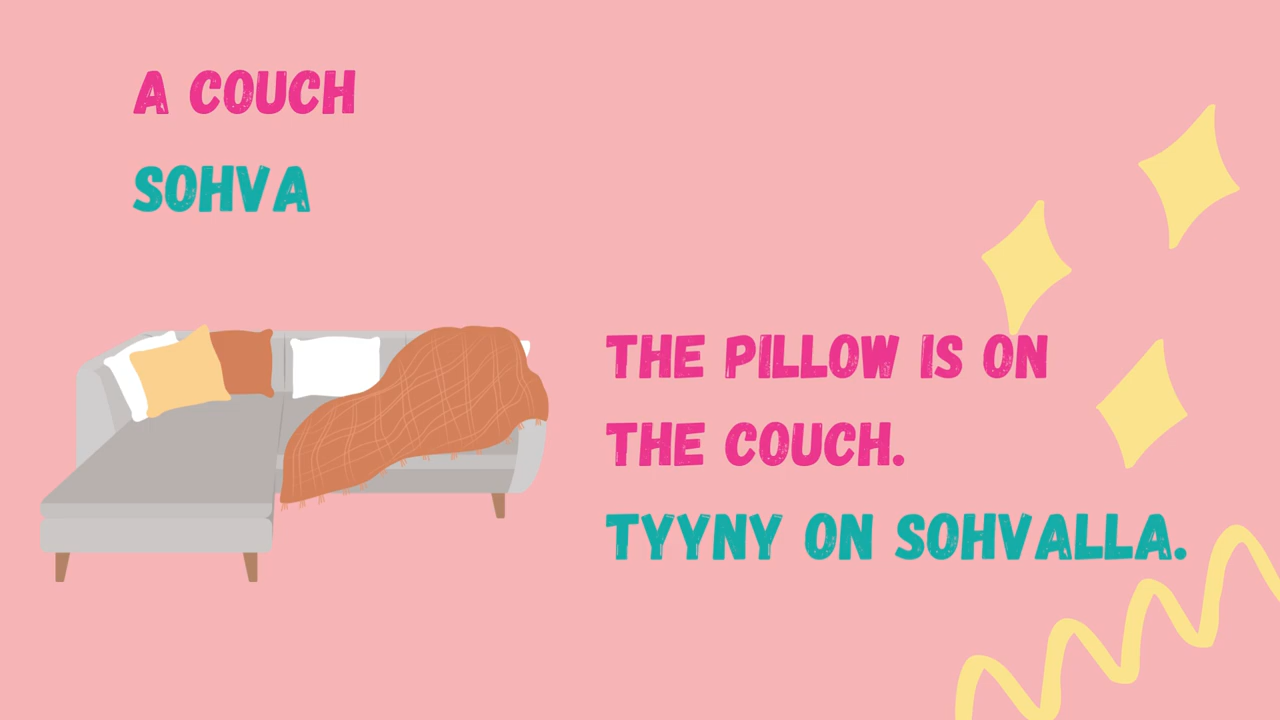 A COUCH
SOHVA
THE PILLOW IS ON
THE COUCH.
TYYNY ON SOHVALLA.